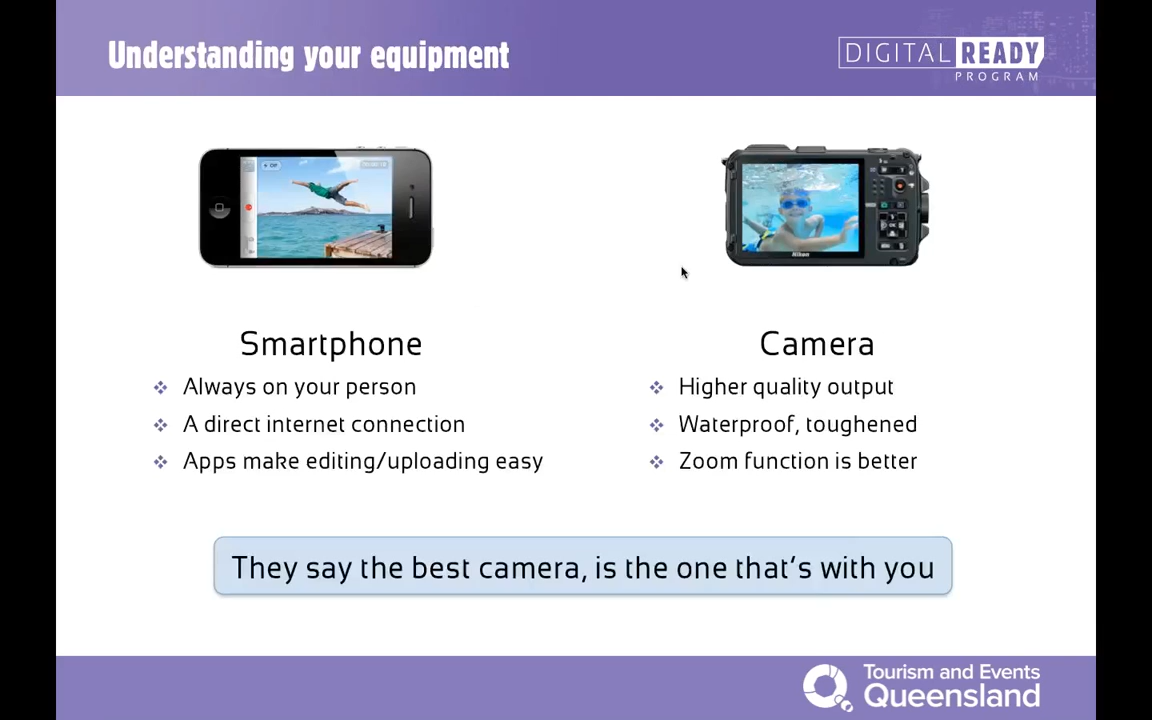 Understanding your equipment
DIGITAL READY
PROGRAM
Nikon
Smartphone
Always on your person
A direct internet connection
Apps make editing/uploading easy
Camera
Higher quality output
Waterproof, toughened
Zoom function is better
They say the best camera, is the one that's with you
Tourism and Events
Queensland